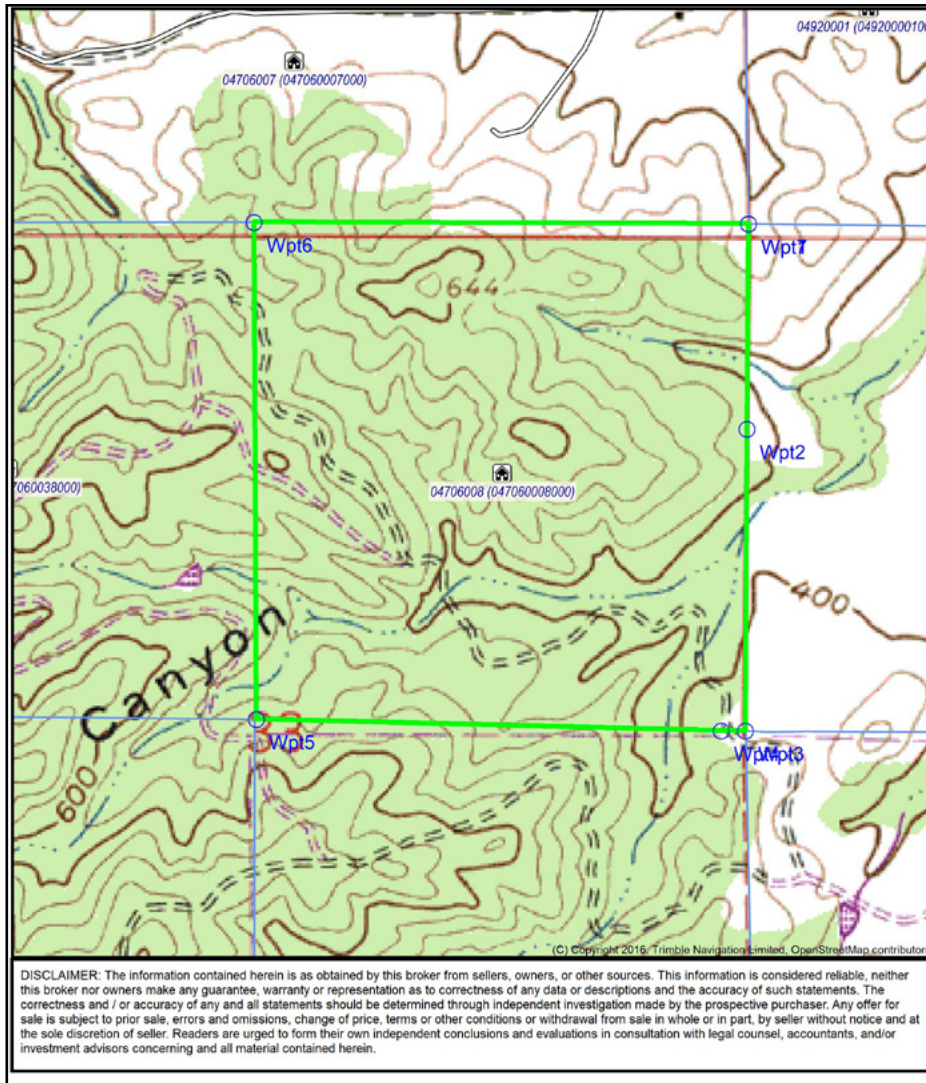 04920001 (0492000010
04706007 (047060007000)
Wpt6
Wpt7
644
Wpt2
04706008 (047060008000)
7060038000)
400
Canyon
Wpt5
Wpt3
600
(C) Copyright 2016, Trimble Navigation Limited, OpenStreetMap contributor
DISCLAIMER: The information contained herein is as obtained by this broker from sellers, owners, or other sources. This information is considered reliable, neither
this broker nor owners make any guarantee, warranty or representation as to correctness of any data or descriptions and the accuracy of such statements. The
correctness and / or accuracy of any and all statements should be determined through independent investigation made by the prospective purchaser. Any offer for
sale is subject to prior sale, errors and omissions, change of price, terms or other conditions or withdrawal from sale in whole or in part, by seller without notice and at
the sole discretion of seller. Readers are urged to form their own independent conclusions and evaluations in consultation with legal counsel, accountants, and/or
investment advisors concerning and all material contained herein.